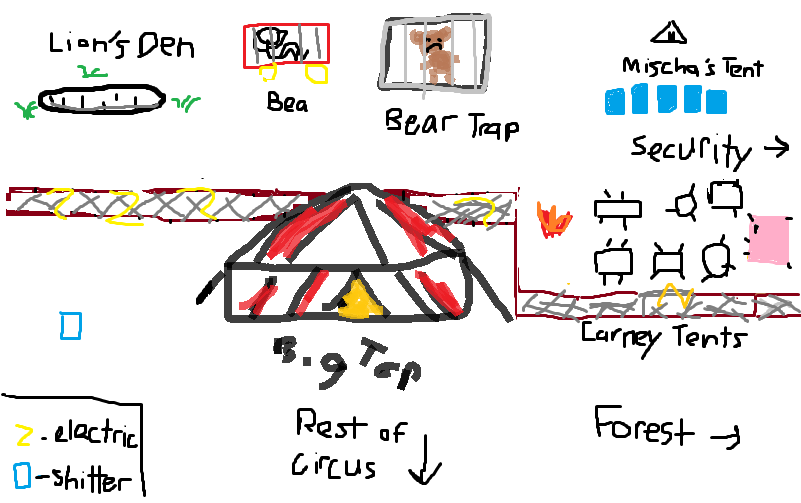 Lion's Den
Bea
Bear Trap
Mischa's Tent
Security →
Carney Tents
Big Top
Rest of
circus
Forest →
- electric
- shitter